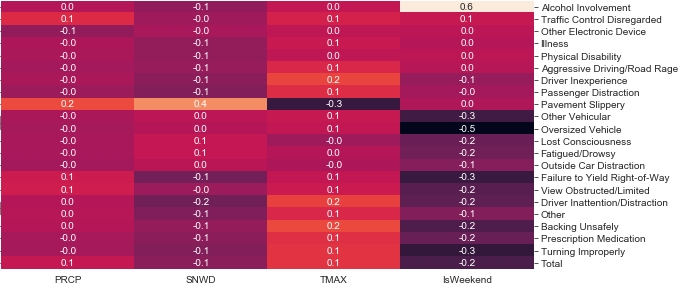 0.0 -0.1 0.0 0.6 Alcohol Involvement
0.1 -0.0 0.1 0.1 Traffic Control Disregarded
-0.1 -0.0 0.0 0.0 Other Electronic Device
-0.0 -0.1 0.1 0.0 Illness
-0.0 -0.1 0.0 0.0 Physical Disability
-0.0 -0.1 0.1 0.0 Aggressive Driving/Road Rage
-0.0 -0.1 0.2 -0.1 Driver Inexperience
-0.0 -0.1 0.1 -0.0 Passenger Distraction
0.2 0.4 -0.3 0.0 Pavement Slippery
-0.0 0.0 0.1 -0.3 Other Vehicular
-0.0 0.0 0.1 -0.5 Oversized Vehicle
-0.0 0.1 -0.0 -0.2 Lost Consciousness
-0.0 0.1 0.0 -0.2 Fatigued/Drowsy
-0.0 0.0 -0.0 -0.1 Outside Car Distraction
0.1 -0.1 0.1 -0.3 Failure to Yield Right-of-Way
0.1 -0.0 0.1 -0.2 View Obstructed/Limited
0.0 -0.2 0.2 -0.2 Driver Inattention/Distraction
0.0 -0.1 0.1 -0.1 Other
0.0 -0.1 0.2 -0.2 Backing Unsafely
-0.0 -0.1 0.1 -0.2 Prescription Medication
-0.0 -0.1 0.1 -0.3 Turning Improperly
0.1 -0.1 0.1 -0.2 Total
PRCP SNWD TMAX IsWeekend